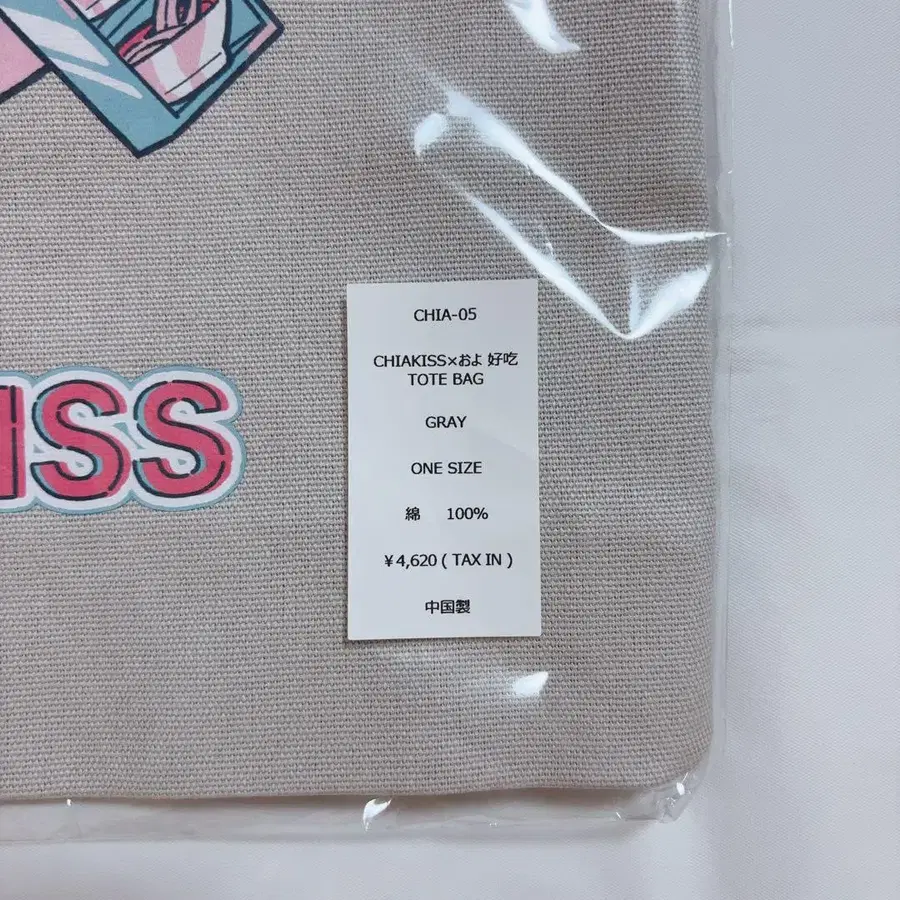 ISS
CHIA-05
CHIAKISS×およ 好吃
TOTE BAG
GRAY
ONE SIZE
綿 100%
¥4,620 ( TAX IN )
中国製